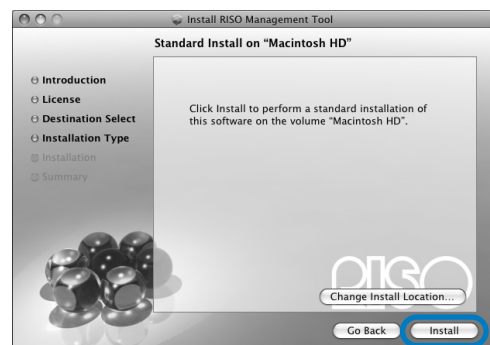 Install RISO Management Tool
Standard Install on “Macintosh HD”
Introduction
License
Destination Select
Installation Type
Installation
Summary
Click Install to perform a standard installation of
this software on the volume “Macintosh HD”.
RISO
Change Install Location...
Go Back
Install